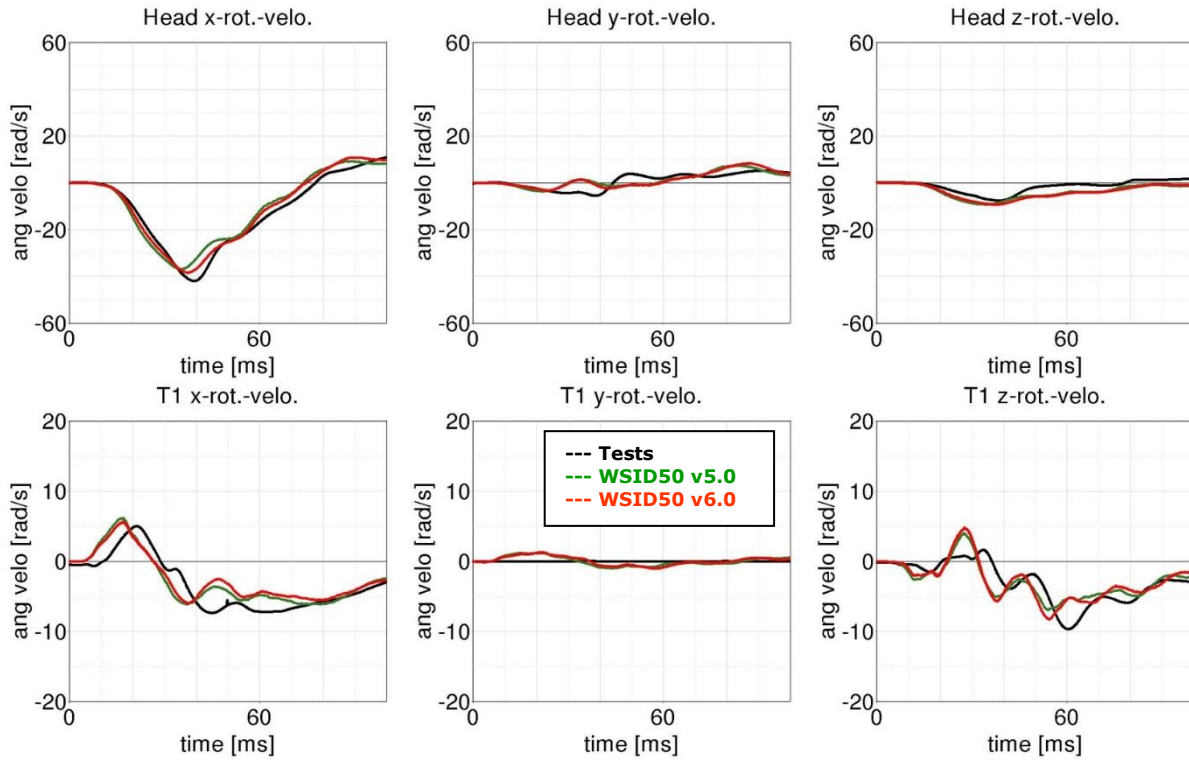 Head x-rot.-velo.
Head y-rot.-velo.
Head z-rot.-velo.
60
20
-20
-60
ang velo [rad/s]
0
60
time [ms]
60
20
-20
-60
ang velo [rad/s]
0
60
time [ms]
60
20
-20
-60
ang velo [rad/s]
0
60
time [ms]
T1 x-rot.-velo.
T1 y-rot.-velo.
T1 z-rot.-velo.
20
10
0
-10
-20
ang velo [rad/s]
0
60
time [ms]
20
10
0
-10
-20
ang velo [rad/s]
--- Tests
--- WSID50 v5.0
--- WSID50 v6.0
0
60
time [ms]
20
10
0
-10
-20
ang velo [rad/s]
0
60
time [ms]